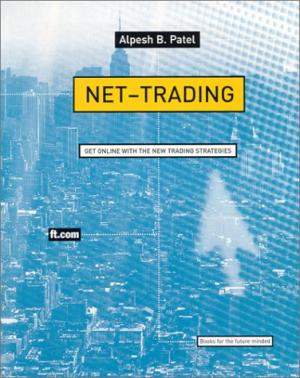 Alpesh B. Patel
NET–TRADING
GET ONLINE WITH THE NEW TRADING STRATEGIES
ft.com
Books for the future minded